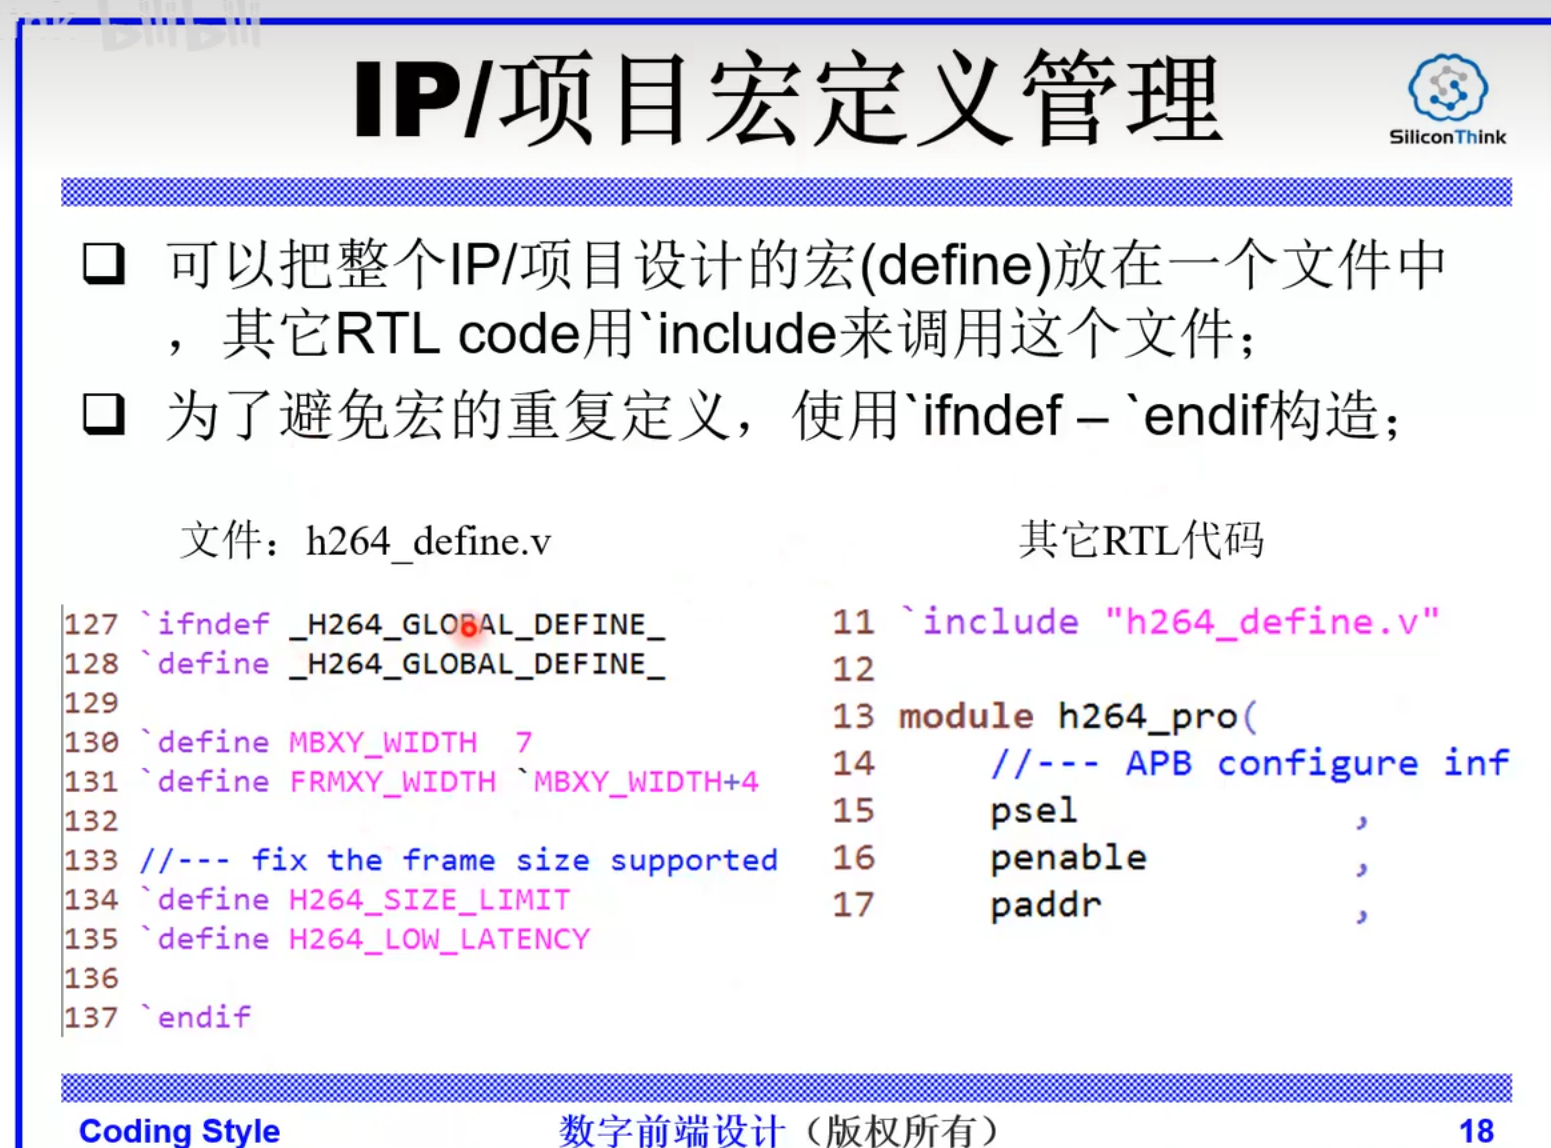 bilibili
IP/项目宏定义管理
SiliconThink
可以把整个IP/项目设计的宏(define)放在一个文件中
，其它RTL code用`include来调用这个文件；
为了避免宏的重复定义，使用`ifndef – `endif构造；
文件：h264_define.v
127 `ifndef _H264_GLOBAL_DEFINE_
128 `define _H264_GLOBAL_DEFINE_
129
130 `define MBXY_WIDTH  7
131 `define FRMXY_WIDTH `MBXY_WIDTH+4
132
133 //--- fix the frame size supported
134 `define H264_SIZE_LIMIT
135 `define H264_LOW_LATENCY
136
137 `endif
其它RTL代码
11 `include "h264_define.v"
12
13 module h264_pro(
14     //--- APB configure inf
15     psel            ,
16     penable         ,
17     paddr           ,
Coding Style
数字前端设计（版权所有）
18